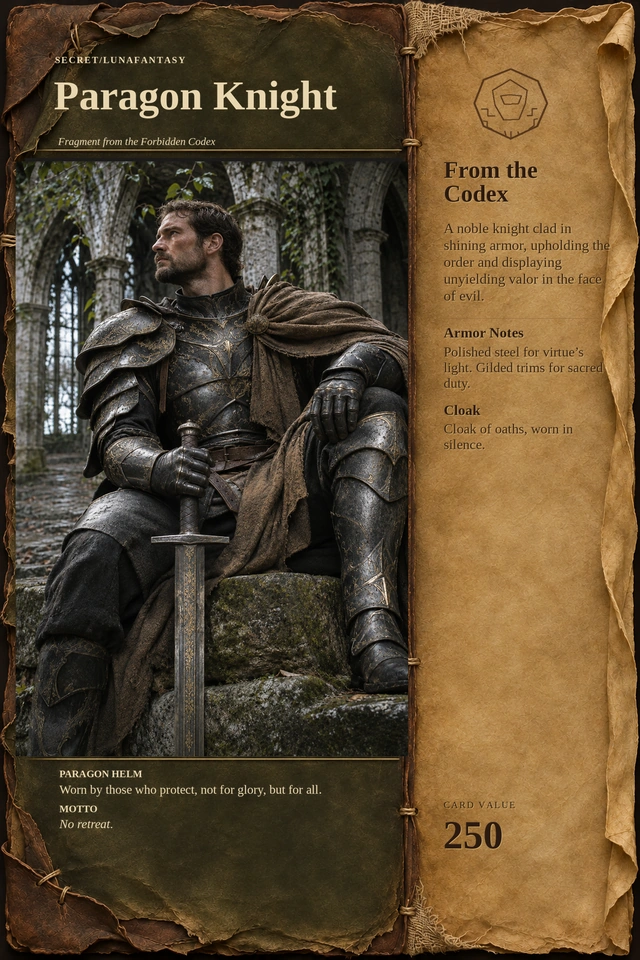 SECRET/LUNAFANTASY
Paragon Knight
Fragment from the Forbidden Codex
From the
Codex
A noble knight clad in
shining armor, upholding the
order and displaying
unyielding valor in the face
of evil.
Armor Notes
Polished steel for virtue’s
light. Gilded trims for sacred
duty.
Cloak
Cloak of oaths, worn in
silence.
PARAGON HELM
Worn by those who protect, not for glory, but for all.
MOTTO
No retreat.
CARD VALUE
250